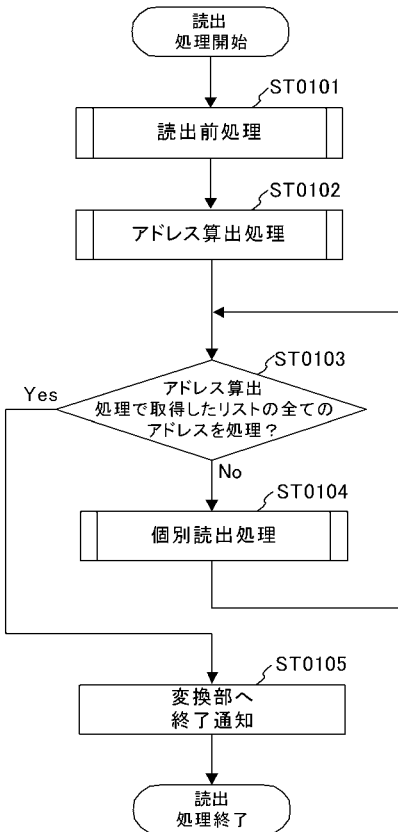 読出
処理開始
ST0101
読出前処理
ST0102
アドレス算出処理
ST0103
アドレス算出
処理で取得したリストの全ての
アドレスを処理？
Yes
No
ST0104
個別読出処理
ST0105
変換部へ
終了通知
読出
処理終了